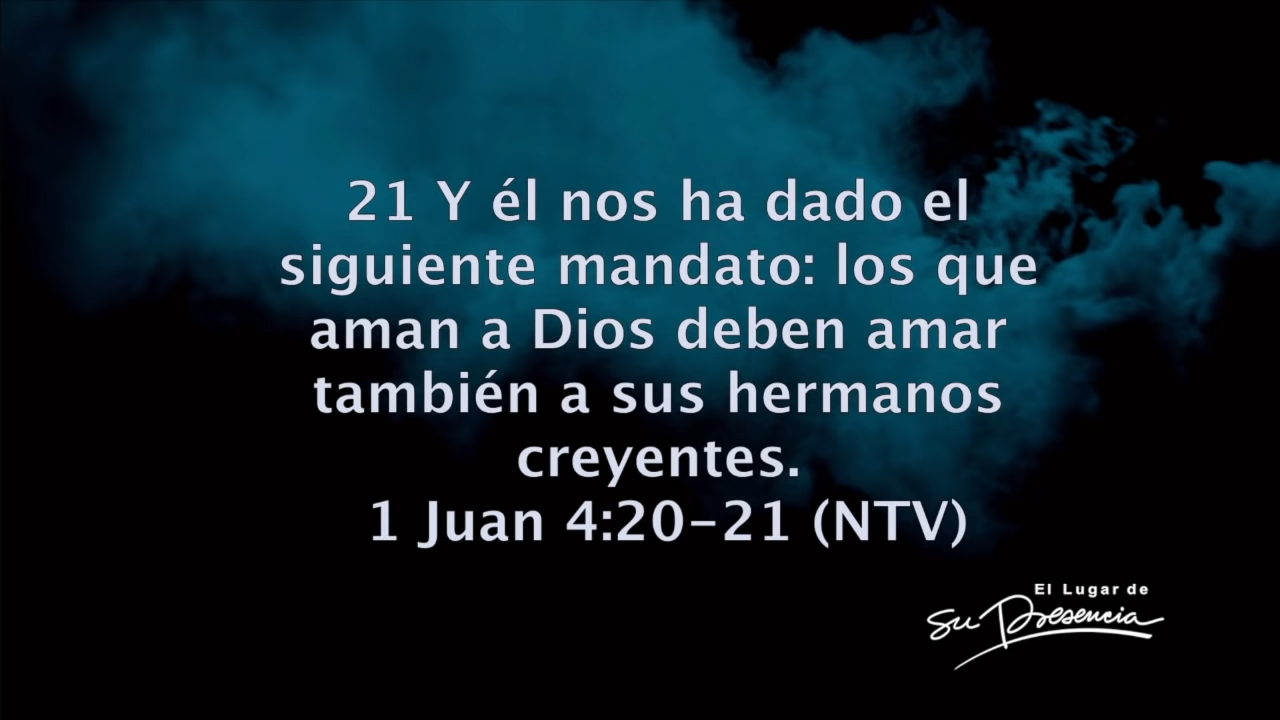 21 Y él nos ha dado el
siguiente mandato: los que
aman a Dios deben amar
también a sus hermanos
creyentes.
1 Juan 4:20-21 (NTV)
El Lugar de
Su Presencia